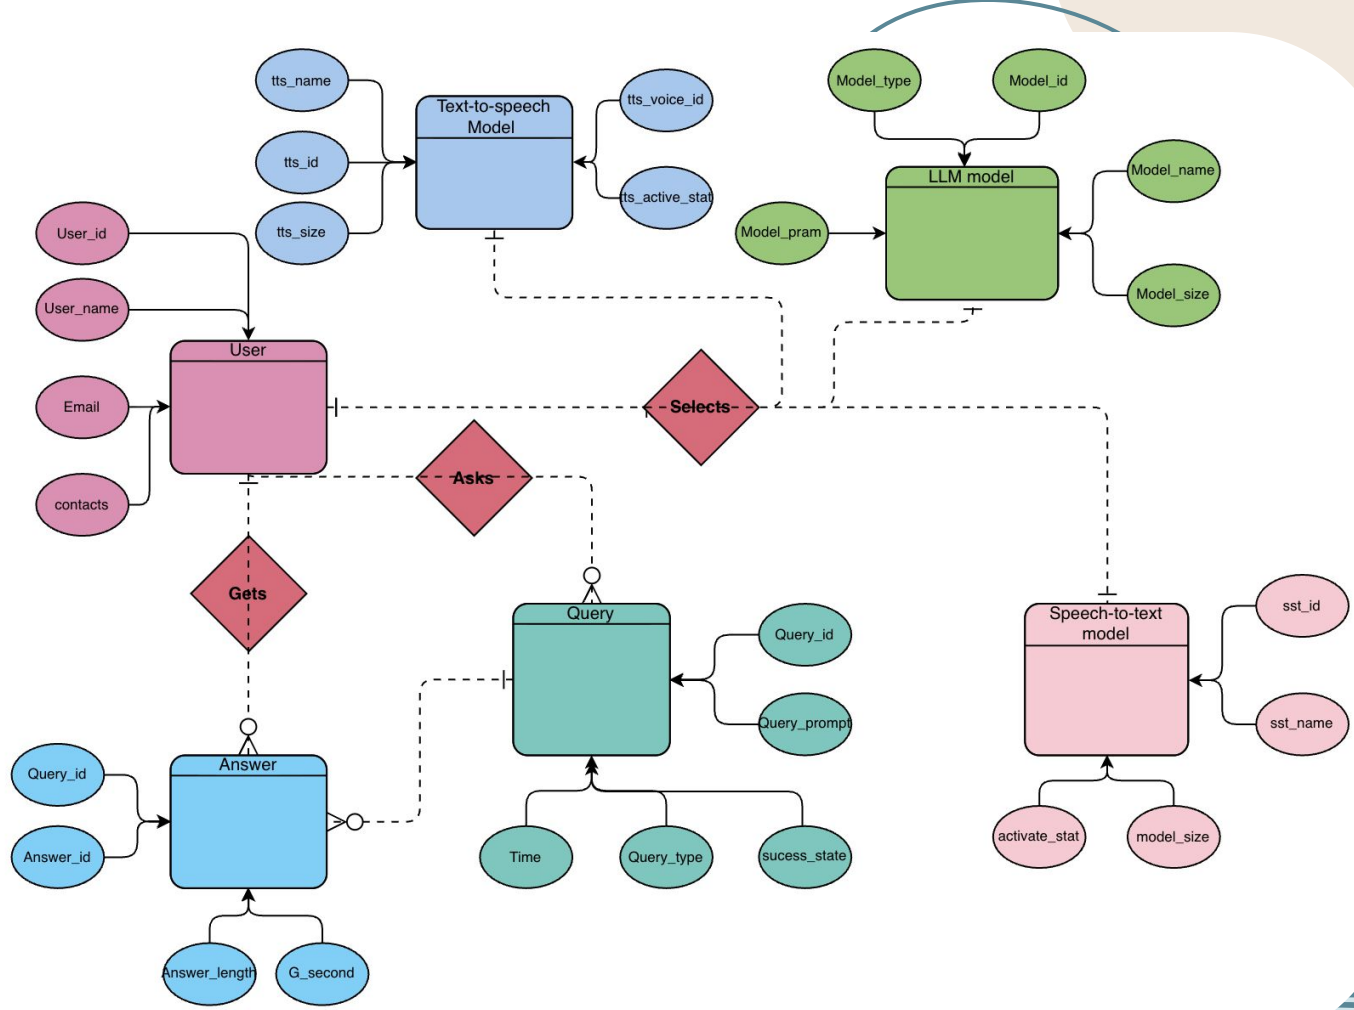 tts_name
Text-to-speech
Model
tts_voice_id
tts_id
tts_active_stat
tts_size
Model_type
Model_id
LLM model
Model_name
Model_pram
Model_size
User_id
User_name
User
Email
contacts
Selects
Asks
Gets
Query
Query_id
Query_prompt
Time
Query_type
sucess_state
Speech-to-text
model
sst_id
sst_name
activate_stat
model_size
Answer
Query_id
Answer_id
Answer_length
G_second